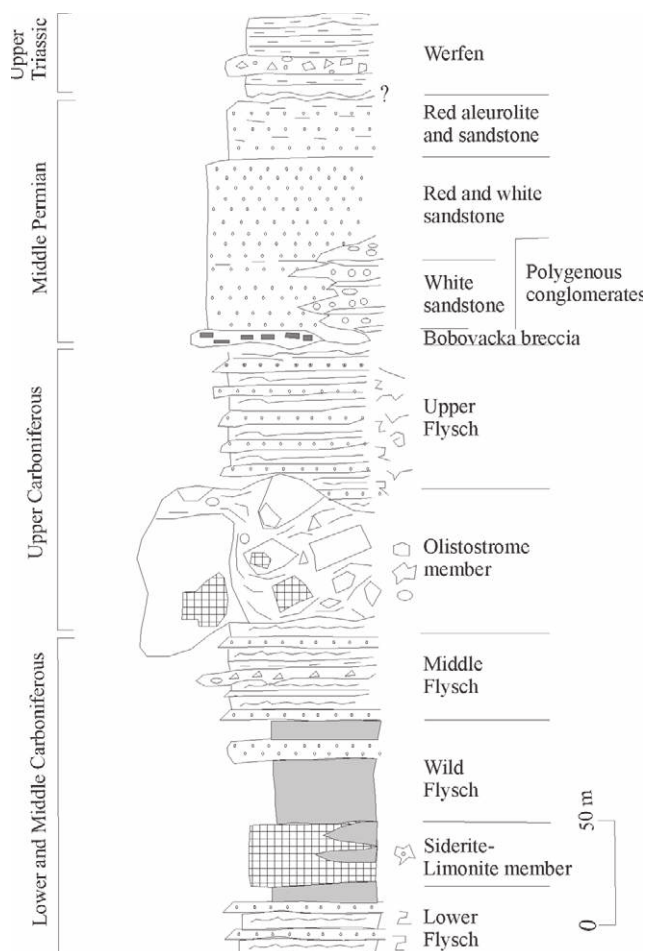 Upper
Triassic
Middle Permian
Upper Carboniferous
Lower and Middle Carboniferous
Werfen
?
Red aleurolite
and sandstone
Red and white
sandstone
White
sandstone
Polygenous
conglomerates
Bobovacka breccia
Upper
Flysch
Olistostrome
member
Middle
Flysch
Wild
Flysch
Siderite-
Limonite member
Lower
Flysch
50 m
0